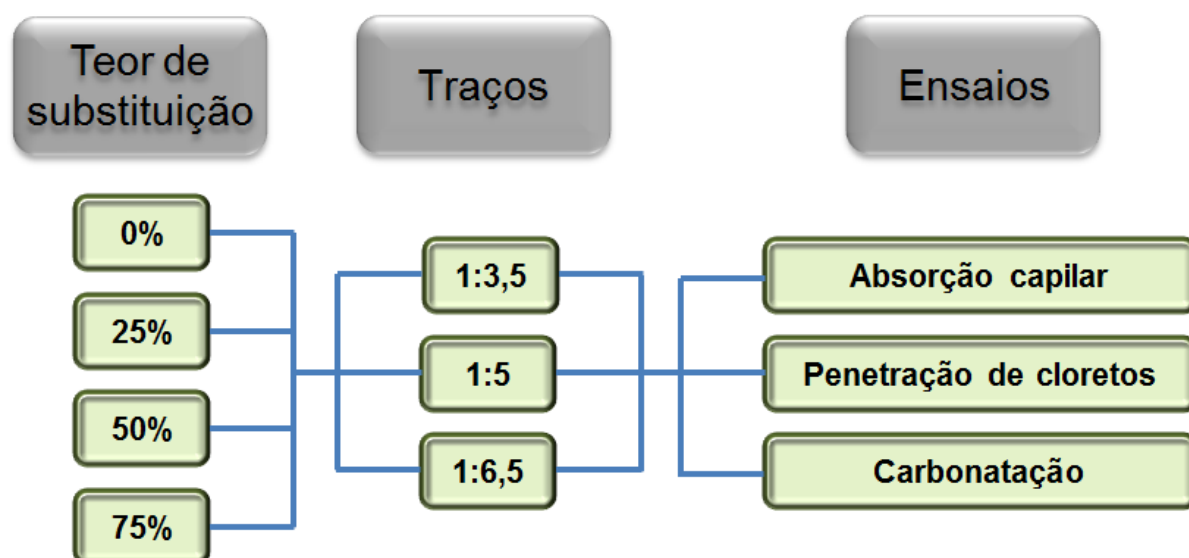 Teor de
substituição
Traços
Ensaios
0%
25%
50%
75%
1:3,5
1:5
1:6,5
Absorção capilar
Penetração de cloretos
Carbonatação